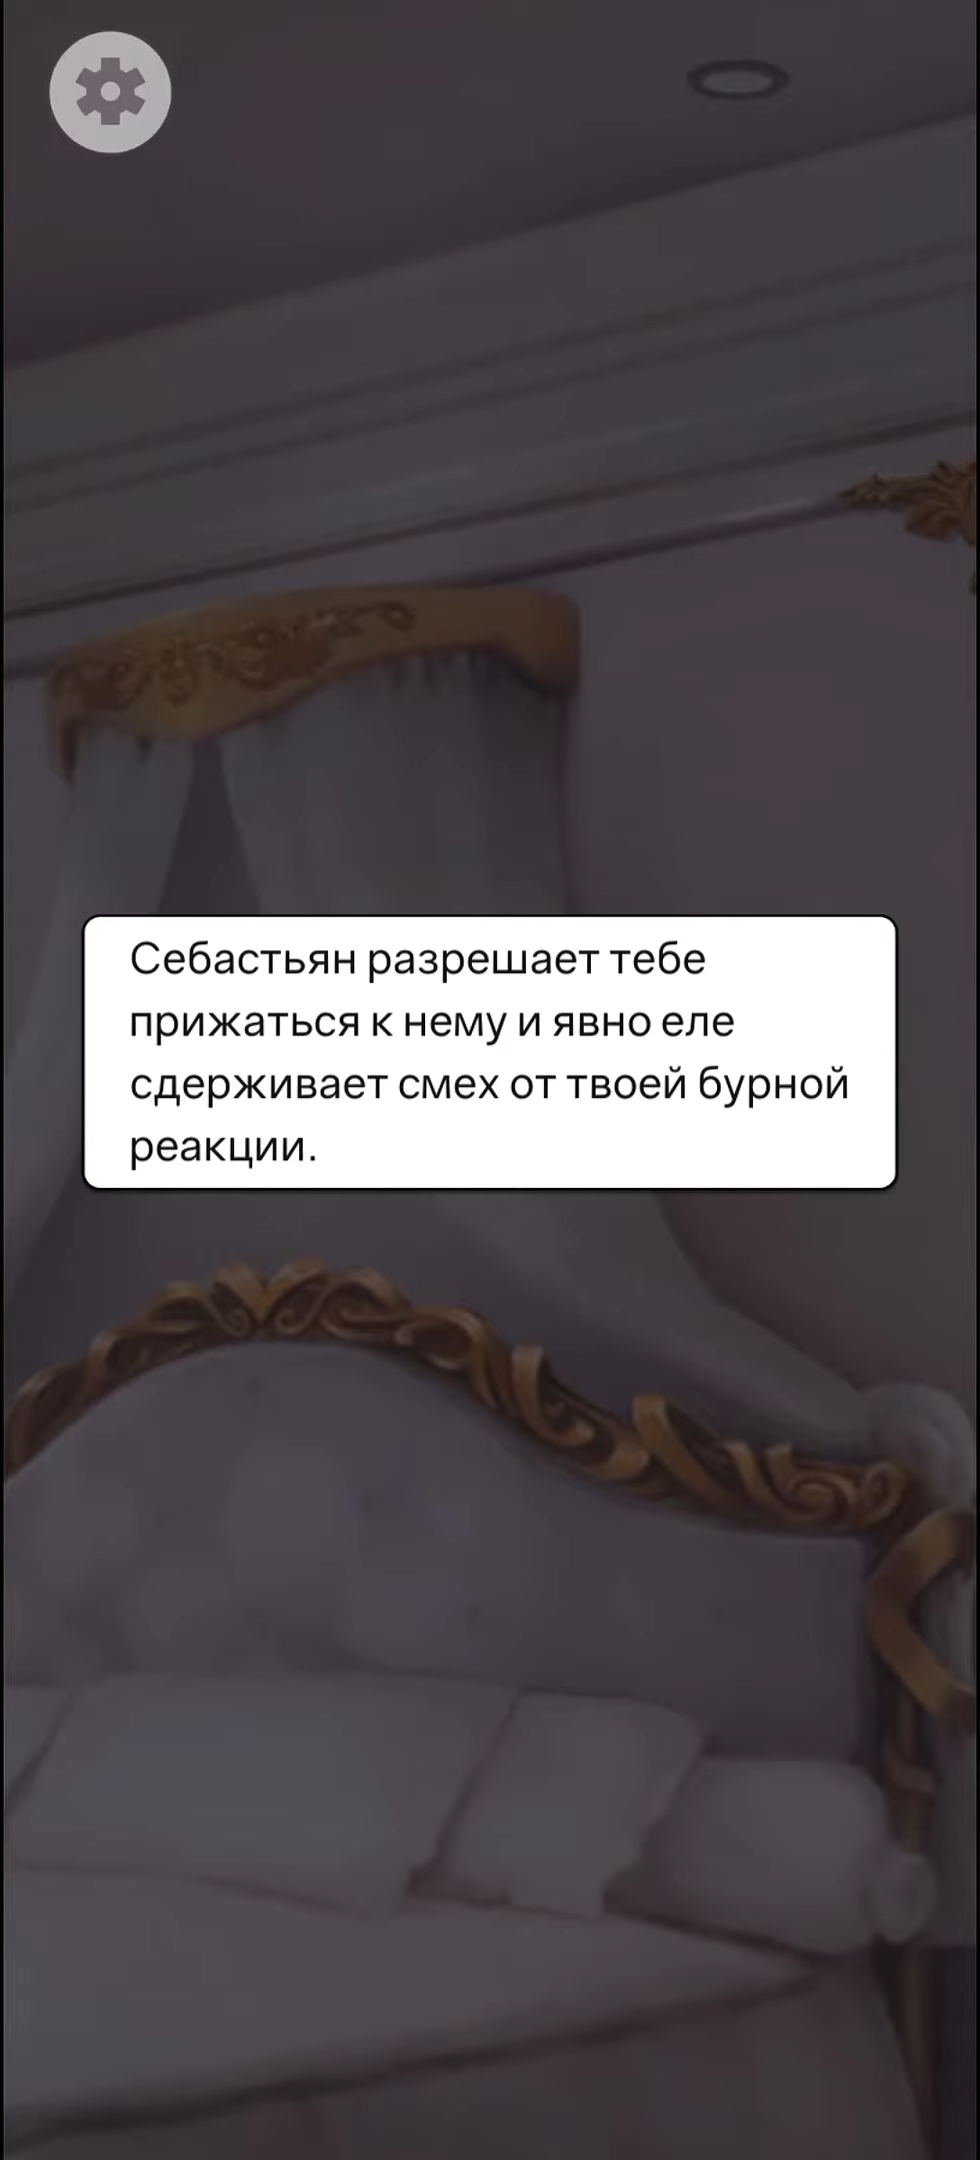 Себастьян разрешает тебе
прижаться к нему и явно еле
сдерживает смех от твоей бурной
реакции.